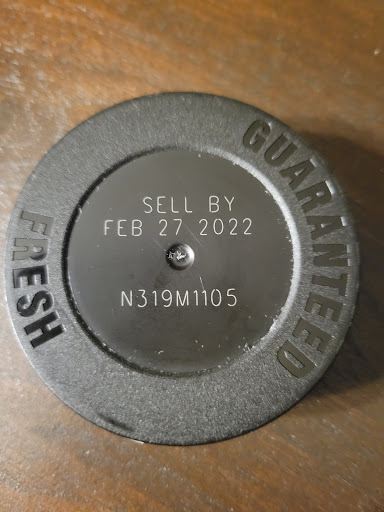 SELL BY
FEB 27 2022
N319M1105
FRESH
GUARANTEED